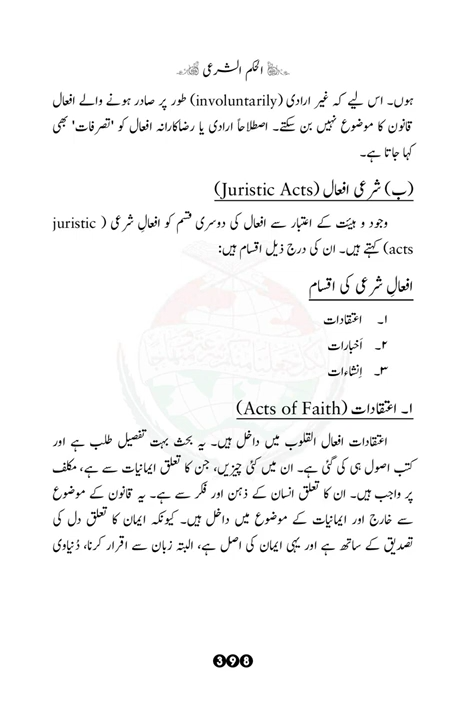 الحکم الشرعی
ہوں۔ اس لیے کہ غیر ارادی (involuntarily) طور پر صادر ہونے والے افعال
قانون کا موضوع نہیں بن سکتے۔ اصطلاحاً ارادی یا رضاکارانہ افعال کو 'تصرفات' بھی
کہا جاتا ہے۔
(ب) شرعی افعال (Juristic Acts)
وجود و ہیئت کے اعتبار سے افعال کی دوسری قسم کو افعالِ شرعی ( juristic
acts) کہتے ہیں۔ ان کی درج ذیل اقسام ہیں:
افعالِ شرعی کی اقسام
۱۔ اعتقادات
۲۔ اَخبارات
۳۔ اِنشاءات
۱۔ اعتقادات (Acts of Faith)
اعتقادات افعال القلوب میں داخل ہیں۔ یہ بحث بہت تفصیل طلب ہے اور
کتب اصول ہی کی گئی ہے۔ ان میں کئی چیزیں، جن کا تعلق ایمانیات سے ہے، مکلف
پر واجب ہیں۔ ان کا تعلق انسان کے ذہن اور فکر سے ہے۔ یہ قانون کے موضوع
سے خارج اور ایمانیات کے موضوع میں داخل ہیں۔ کیونکہ ایمان کا تعلق دل کی
تصدیق کے ساتھ ہے اور یہی ایمان کی اصل ہے، البتہ زبان سے اقرار کرنا، دُنیاوی
398